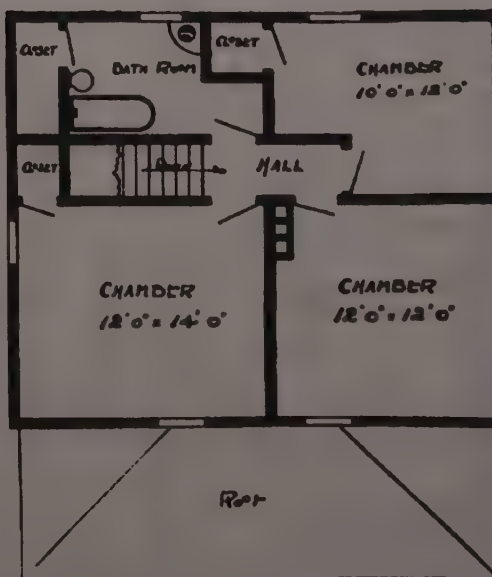 CLOSET
BATH ROOM
CLOSET
CHAMBER
10'0" x 12'0"
CLOSET
DOWN
HALL
CHAMBER
12'0" x 14'0"
CHAMBER
12'0" x 12'0"
ROOF